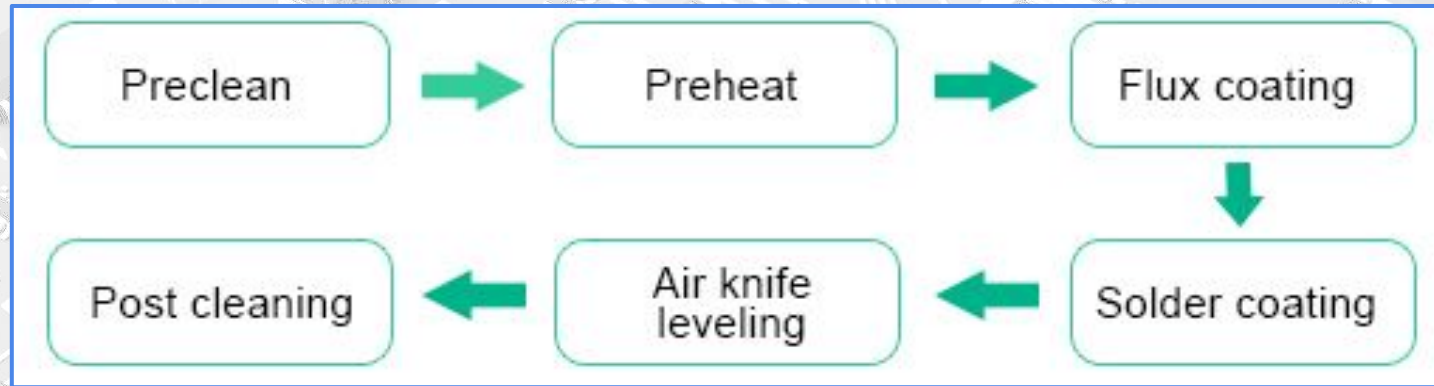 Preclean
Preheat
Flux coating
Solder coating
Air knife
leveling
Post cleaning